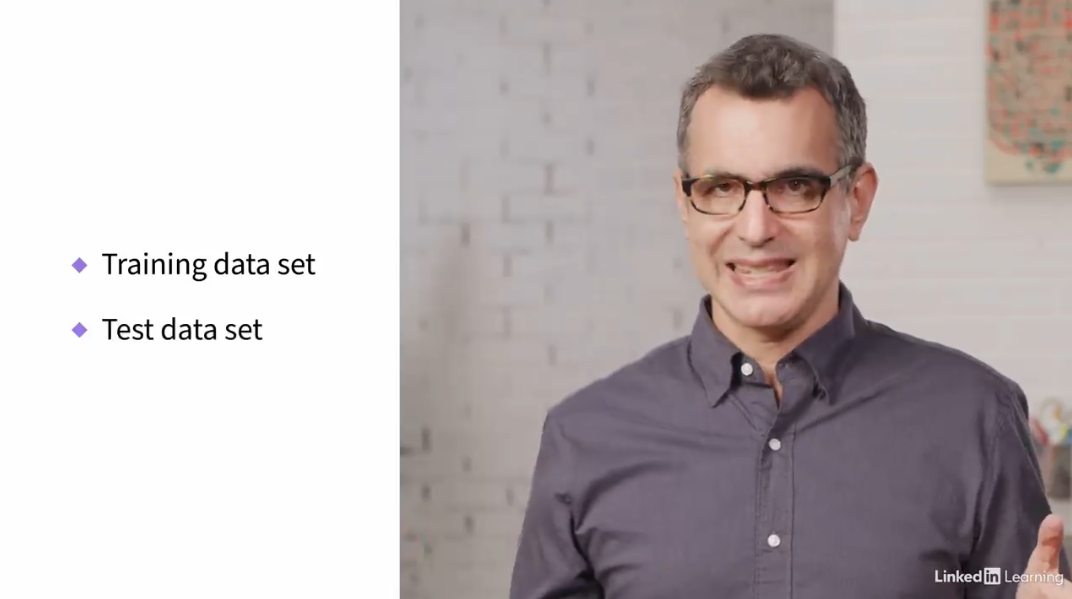 Training data set
Test data set
LinkedIn Learning